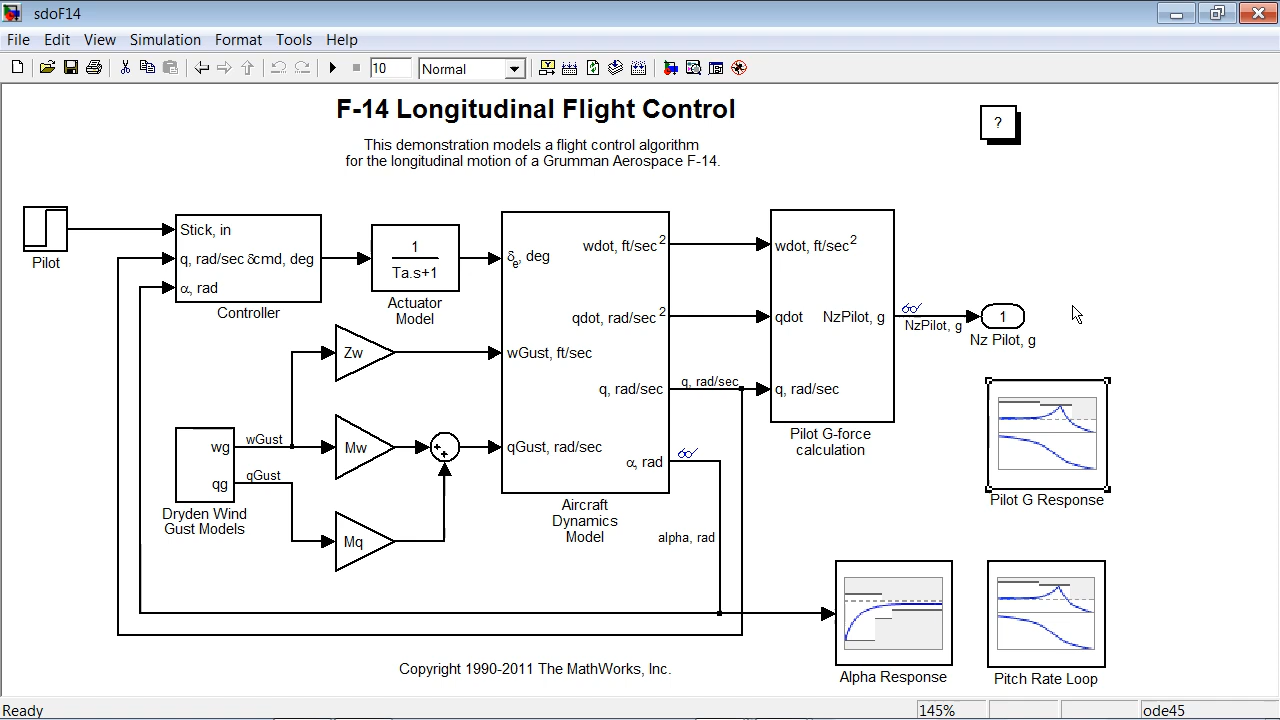 sdoF14
File Edit View Simulation Format Tools Help
10 Normal
F-14 Longitudinal Flight Control
?
This demonstration models a flight control algorithm
for the longitudinal motion of a Grumman Aerospace F-14.
Pilot
Stick, in
q, rad/sec δcmd, deg
α, rad
Controller
1
Ta.s+1
Actuator
Model
δe, deg
wGust, ft/sec
qGust, rad/sec
wdot, ft/sec2
qdot, rad/sec2
q, rad/sec
α, rad
Aircraft
Dynamics
Model
q, rad/sec
alpha, rad
wdot, ft/sec2
qdot
q, rad/sec
NzPilot, g
Pilot G-force
calculation
NzPilot, g
1
Nz Pilot, g
Pilot G Response
Zw
Mw
Mq
++
wg
qg
wGust
qGust
Dryden Wind
Gust Models
Alpha Response
Pitch Rate Loop
Copyright 1990-2011 The MathWorks, Inc.
Ready 145% ode45